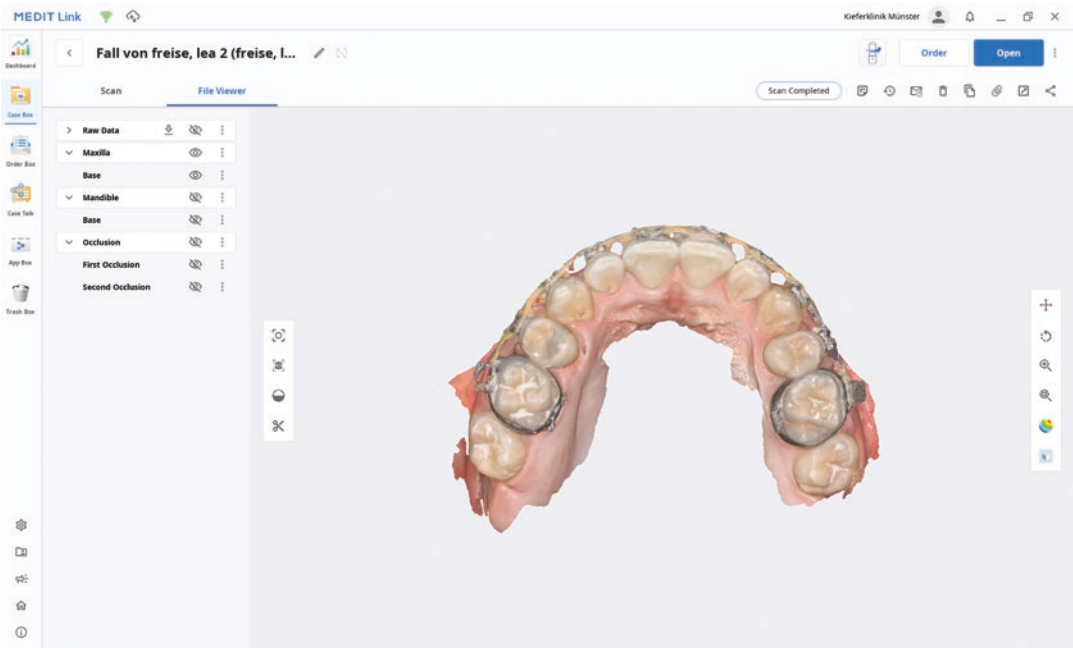 MEDIT Link
Kieferklinik Münster
Dashboard
Fall von freise, lea 2 (freise, l...
Order
Open
Scan
File Viewer
Scan Completed
Case Box
Raw Data
Maxilla
Order Box
Base
Mandible
Case Talk
Base
Occlusion
App Box
First Occlusion
Second Occlusion
Trash Box